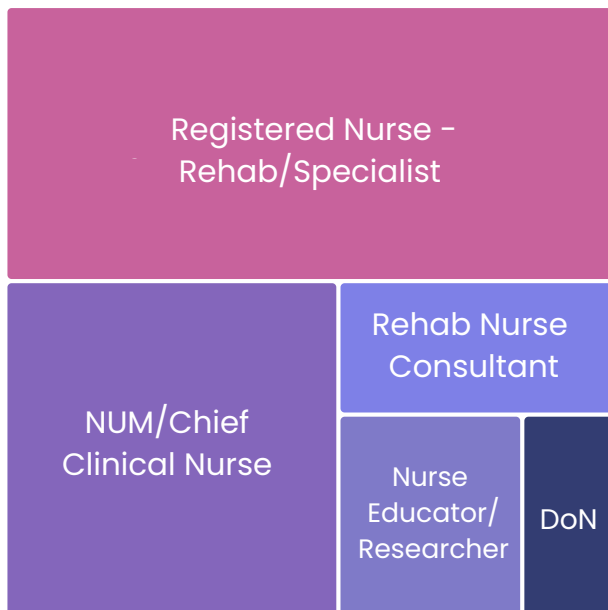 Registered Nurse -
Rehab/Specialist
NUM/Chief
Clinical Nurse
Rehab Nurse
Consultant
Nurse
Educator/
Researcher
DoN